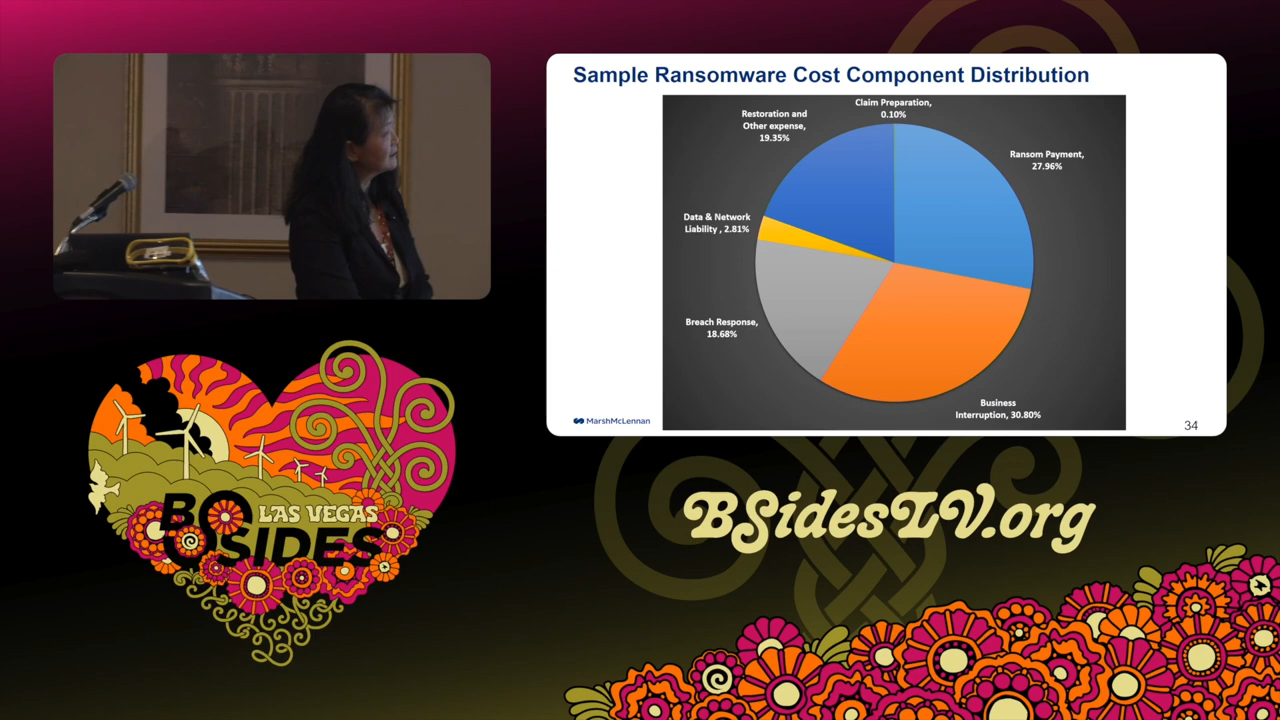 Sample Ransomware Cost Component Distribution
Claim Preparation,
0.10%
Restoration and
Other expense,
19.35%
Ransom Payment,
27.96%
Data & Network
Liability , 2.81%
Breach Response,
18.68%
Business
Interruption, 30.80%
MarshMcLennan
34
BSides
LAS VEGAS
BSidesLV.org